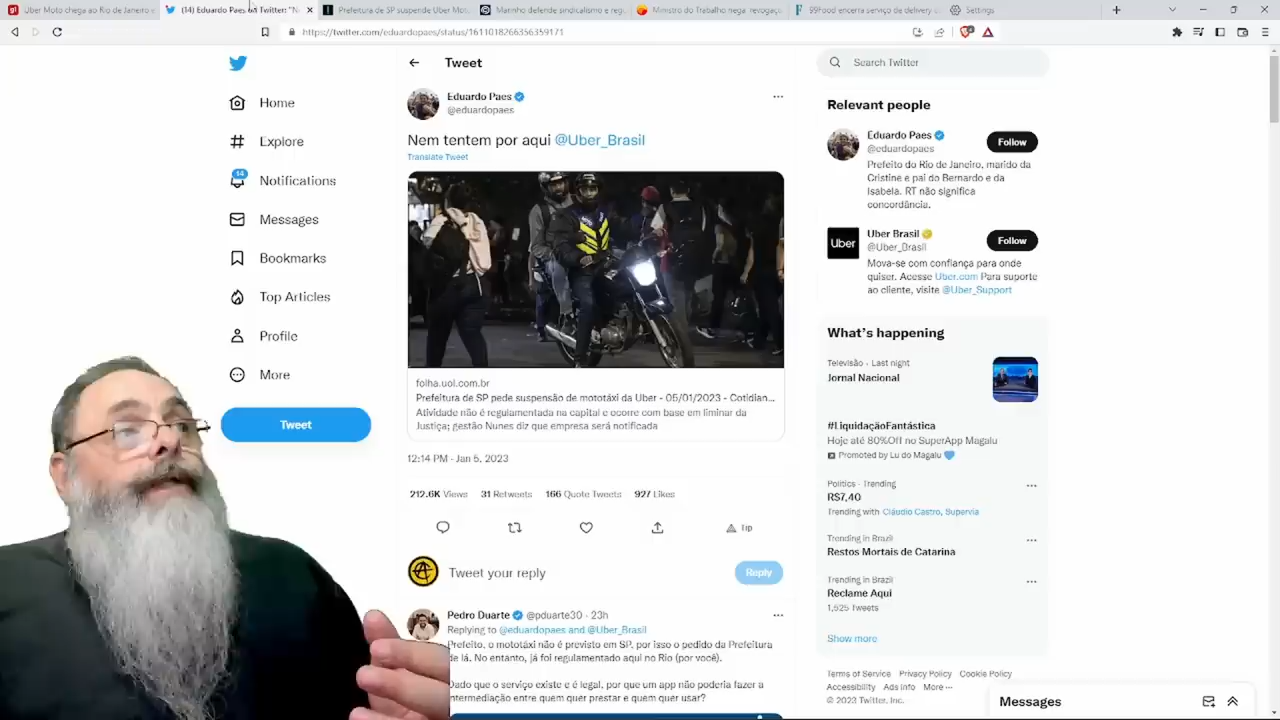 Uber Moto chega ao Rio de Janeiro e
(14) Eduardo Paes
on Twitter: "N
Prefeitura de SP suspende Uber Mot
Marinho defende sindicalismo e regu
Ministro do Trabalho nega 'revogaço
99Food encerra serviço de delivery
Settings
https://twitter.com/eduardopaes/status/1611018266356359171
Home
Explore
14
Notifications
Messages
Bookmarks
Top Articles
Profile
More
Tweet
Tweet
Eduardo Paes
@eduardopaes
Nem tentem por aqui @Uber_Brasil
Translate Tweet
folha.uol.com.br
Prefeitura de SP pede suspensão de mototáxi da Uber - 05/01/2023 - Cotidian...
Atividade não é regulamentada na capital e ocorre com base em liminar da
Justiça; gestão Nunes diz que empresa será notificada
12:14 PM · Jan 5, 2023
212.6K Views 31 Retweets 166 Quote Tweets 927 Likes
Tip
Tweet your reply
Reply
Pedro Duarte @pduarte30 · 23h
Replying to @eduardopaes and @Uber_Brasil
Prefeito, o mototáxi não é previsto em SP, por isso o pedido da Prefeitura
de lá. No entanto, já foi regulamentado aqui no Rio (por você).
Dado que o serviço existe e é legal, por que um app não poderia fazer a
intermediação entre quem quer prestar e quem quer usar?
Search Twitter
Relevant people
Eduardo Paes
@eduardopaes
Follow
Prefeito do Rio de Janeiro, marido da
Cristine e pai do Bernardo e da
Isabela. RT não significa
concordância.
Uber
Uber Brasil
@Uber_Brasil
Follow
Mova-se com confiança para onde
quiser. Acesse Uber.com Para suporte
ao cliente, visite @Uber_Support
What's happening
Televisão · Last night
Jornal Nacional
#LiquidaçãoFantástica
Hoje até 80%Off no SuperApp Magalu
Promoted by Lu do Magalu
Politics · Trending
R$7,40
Trending with Cláudio Castro, Supervia
Trending in Brazil
Restos Mortais de Catarina
Trending in Brazil
Reclame Aqui
1,625 Tweets
Show more
Terms of Service Privacy Policy Cookie Policy
Accessibility Ads info More ···
© 2023 Twitter, Inc.
Messages